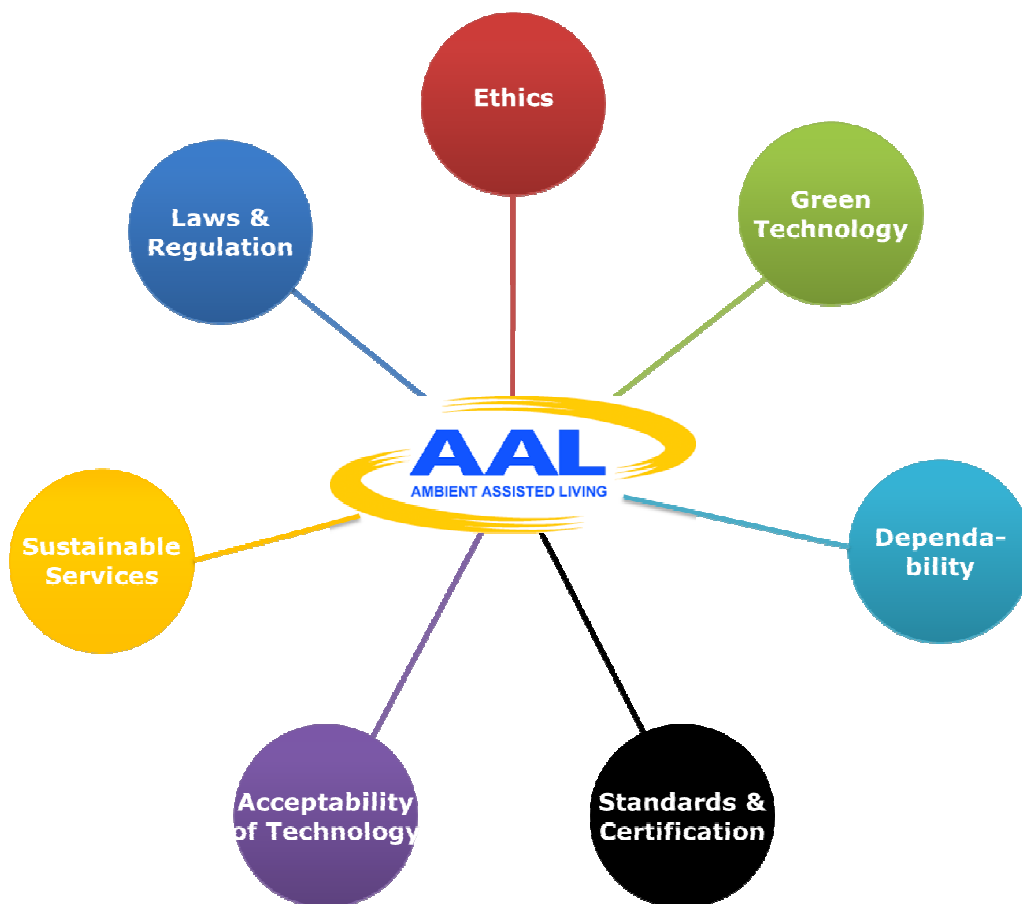 Ethics
Green
Technology
Laws &
Regulation
AAL
AMBIENT ASSISTED LIVING
Dependa-
bility
Sustainable
Services
Acceptability
of Technology
Standards &
Certification